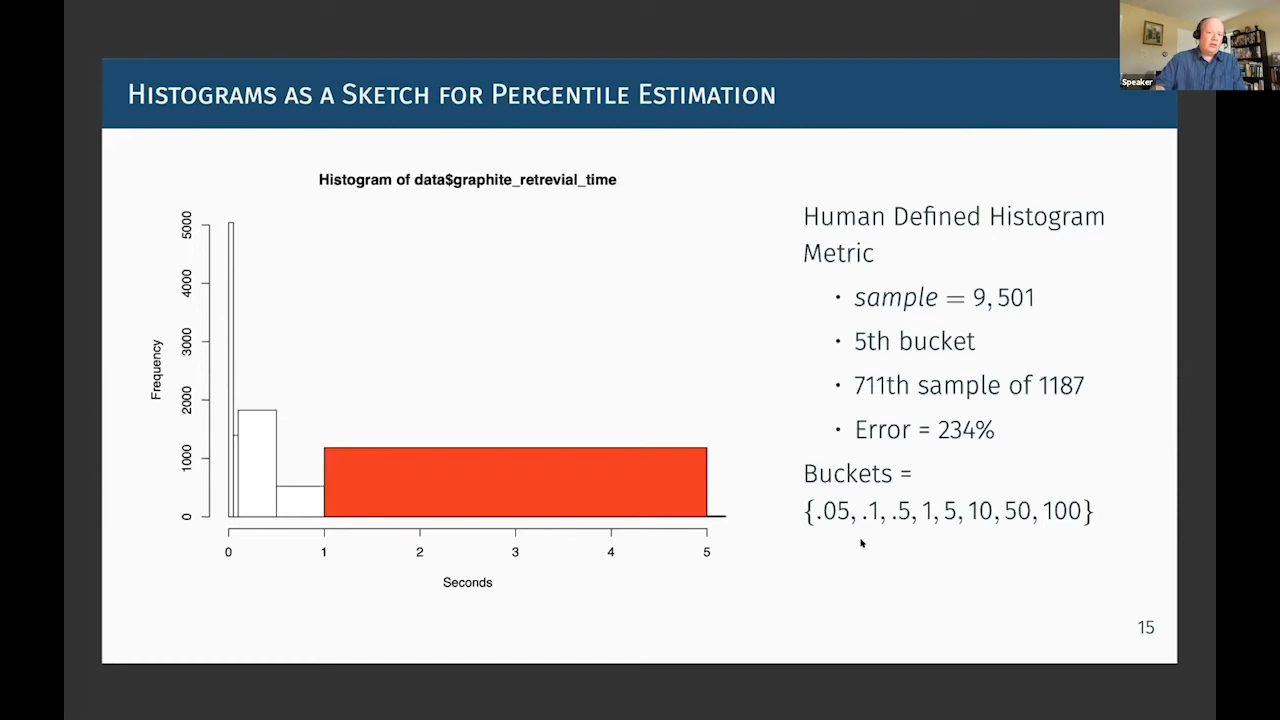 Speaker
Histograms as a Sketch for Percentile Estimation
Histogram of data$graphite_retrevial_time
Frequency
5000
4000
3000
2000
1000
0
0 1 2 3 4 5
Seconds
Human Defined Histogram
Metric
• sample = 9,501
• 5th bucket
• 711th sample of 1187
• Error = 234%
Buckets =
{.05, .1, .5, 1, 5, 10, 50, 100}
15